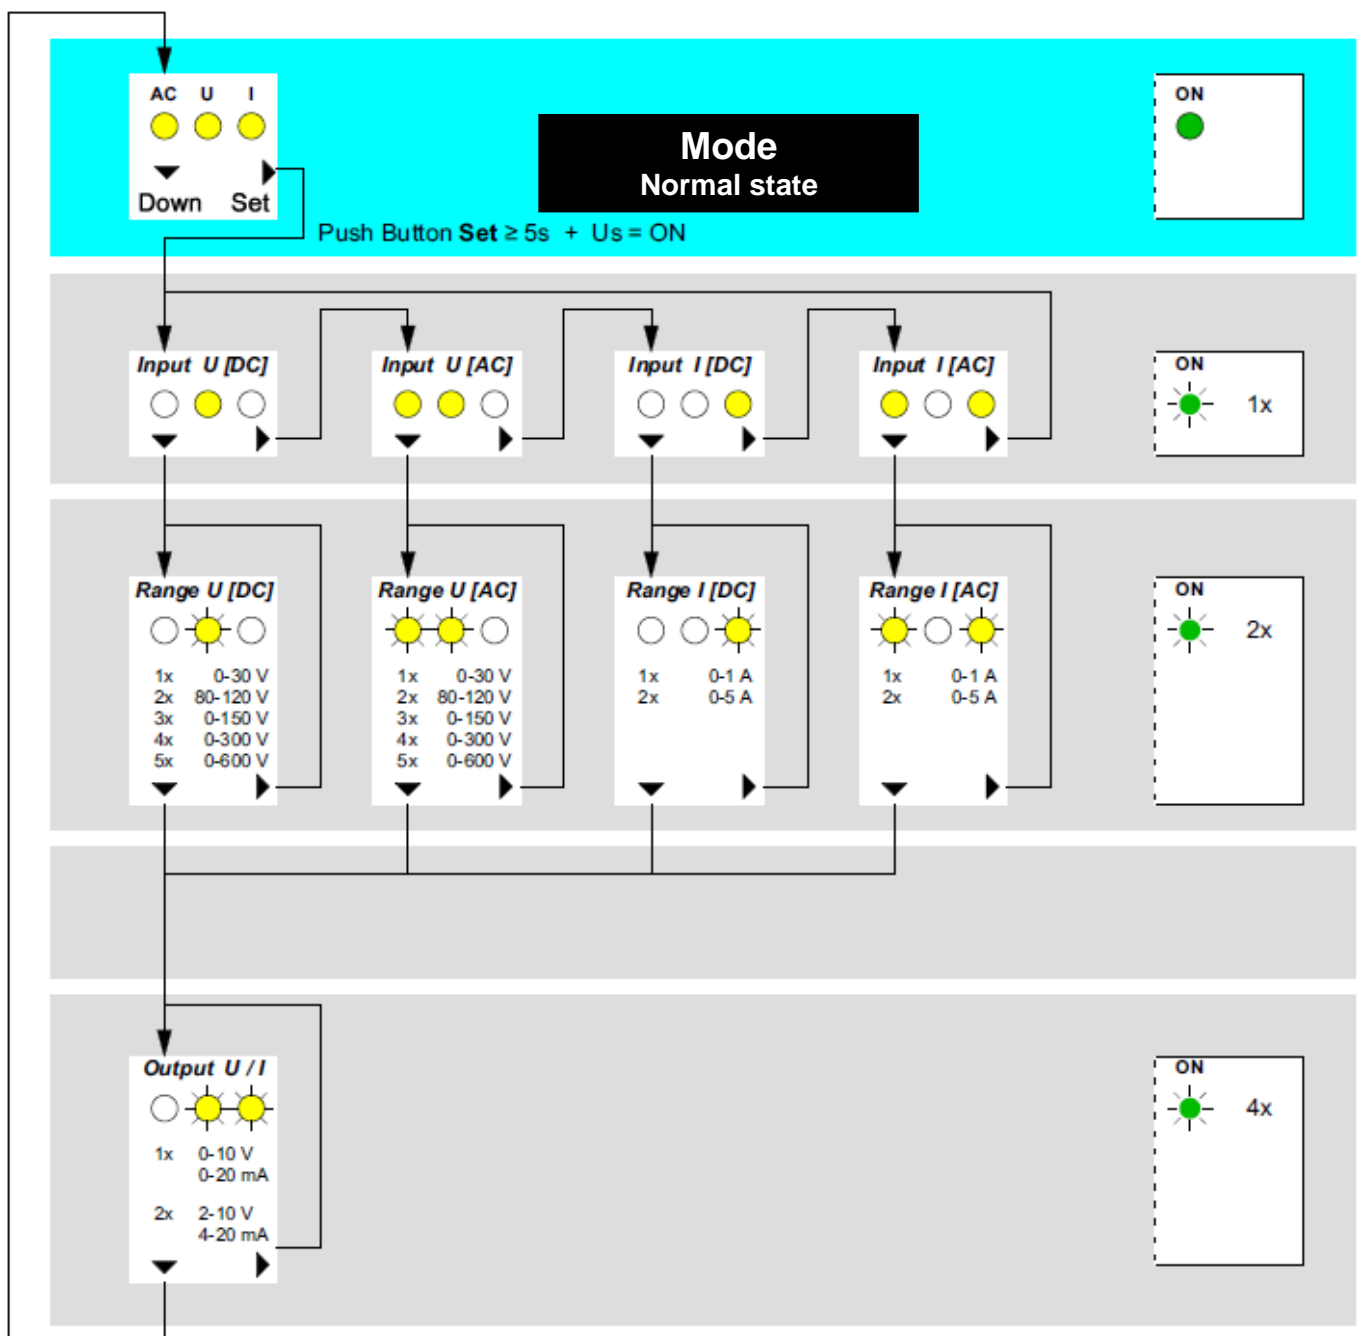 AC U I
ON
Mode
Normal state
Down Set
Push Button Set ≥ 5s + Us = ON
Input U [DC]
Input U [AC]
Input I [DC]
Input I [AC]
ON
1x
Range U [DC]
1x 0-30 V
2x 80-120 V
3x 0-150 V
4x 0-300 V
5x 0-600 V
Range U [AC]
1x 0-30 V
2x 80-120 V
3x 0-150 V
4x 0-300 V
5x 0-600 V
Range I [DC]
1x 0-1 A
2x 0-5 A
Range I [AC]
1x 0-1 A
2x 0-5 A
ON
2x
Output U / I
1x 0-10 V
0-20 mA
2x 2-10 V
4-20 mA
ON
4x